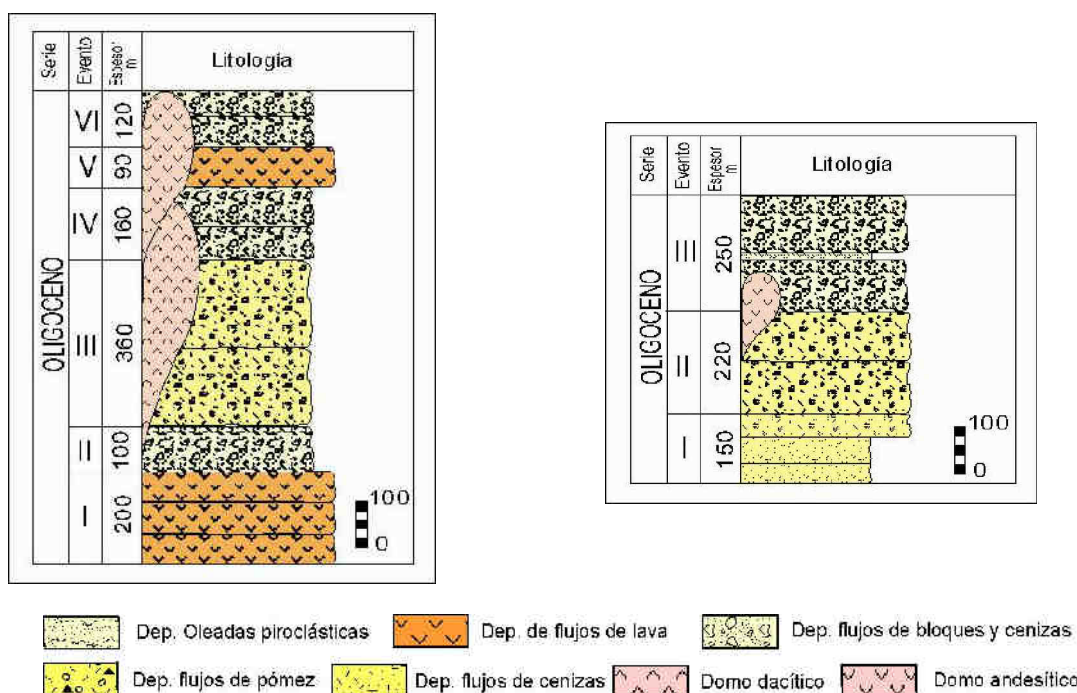 Serie Evento Espesor m Litología
OLIGOCENO
VI 120
V 90
IV 160
III 360
II 100
I 200
100
0
Serie Evento Espesor m Litología
OLIGOCENO
III 250
II 220
I 150
100
0
Dep. Oleadas piroclásticas Dep. de flujos de lava Dep. flujos de bloques y cenizas
Dep. flujos de pómez Dep. flujos de cenizas Domo dacítico Domo andesítico